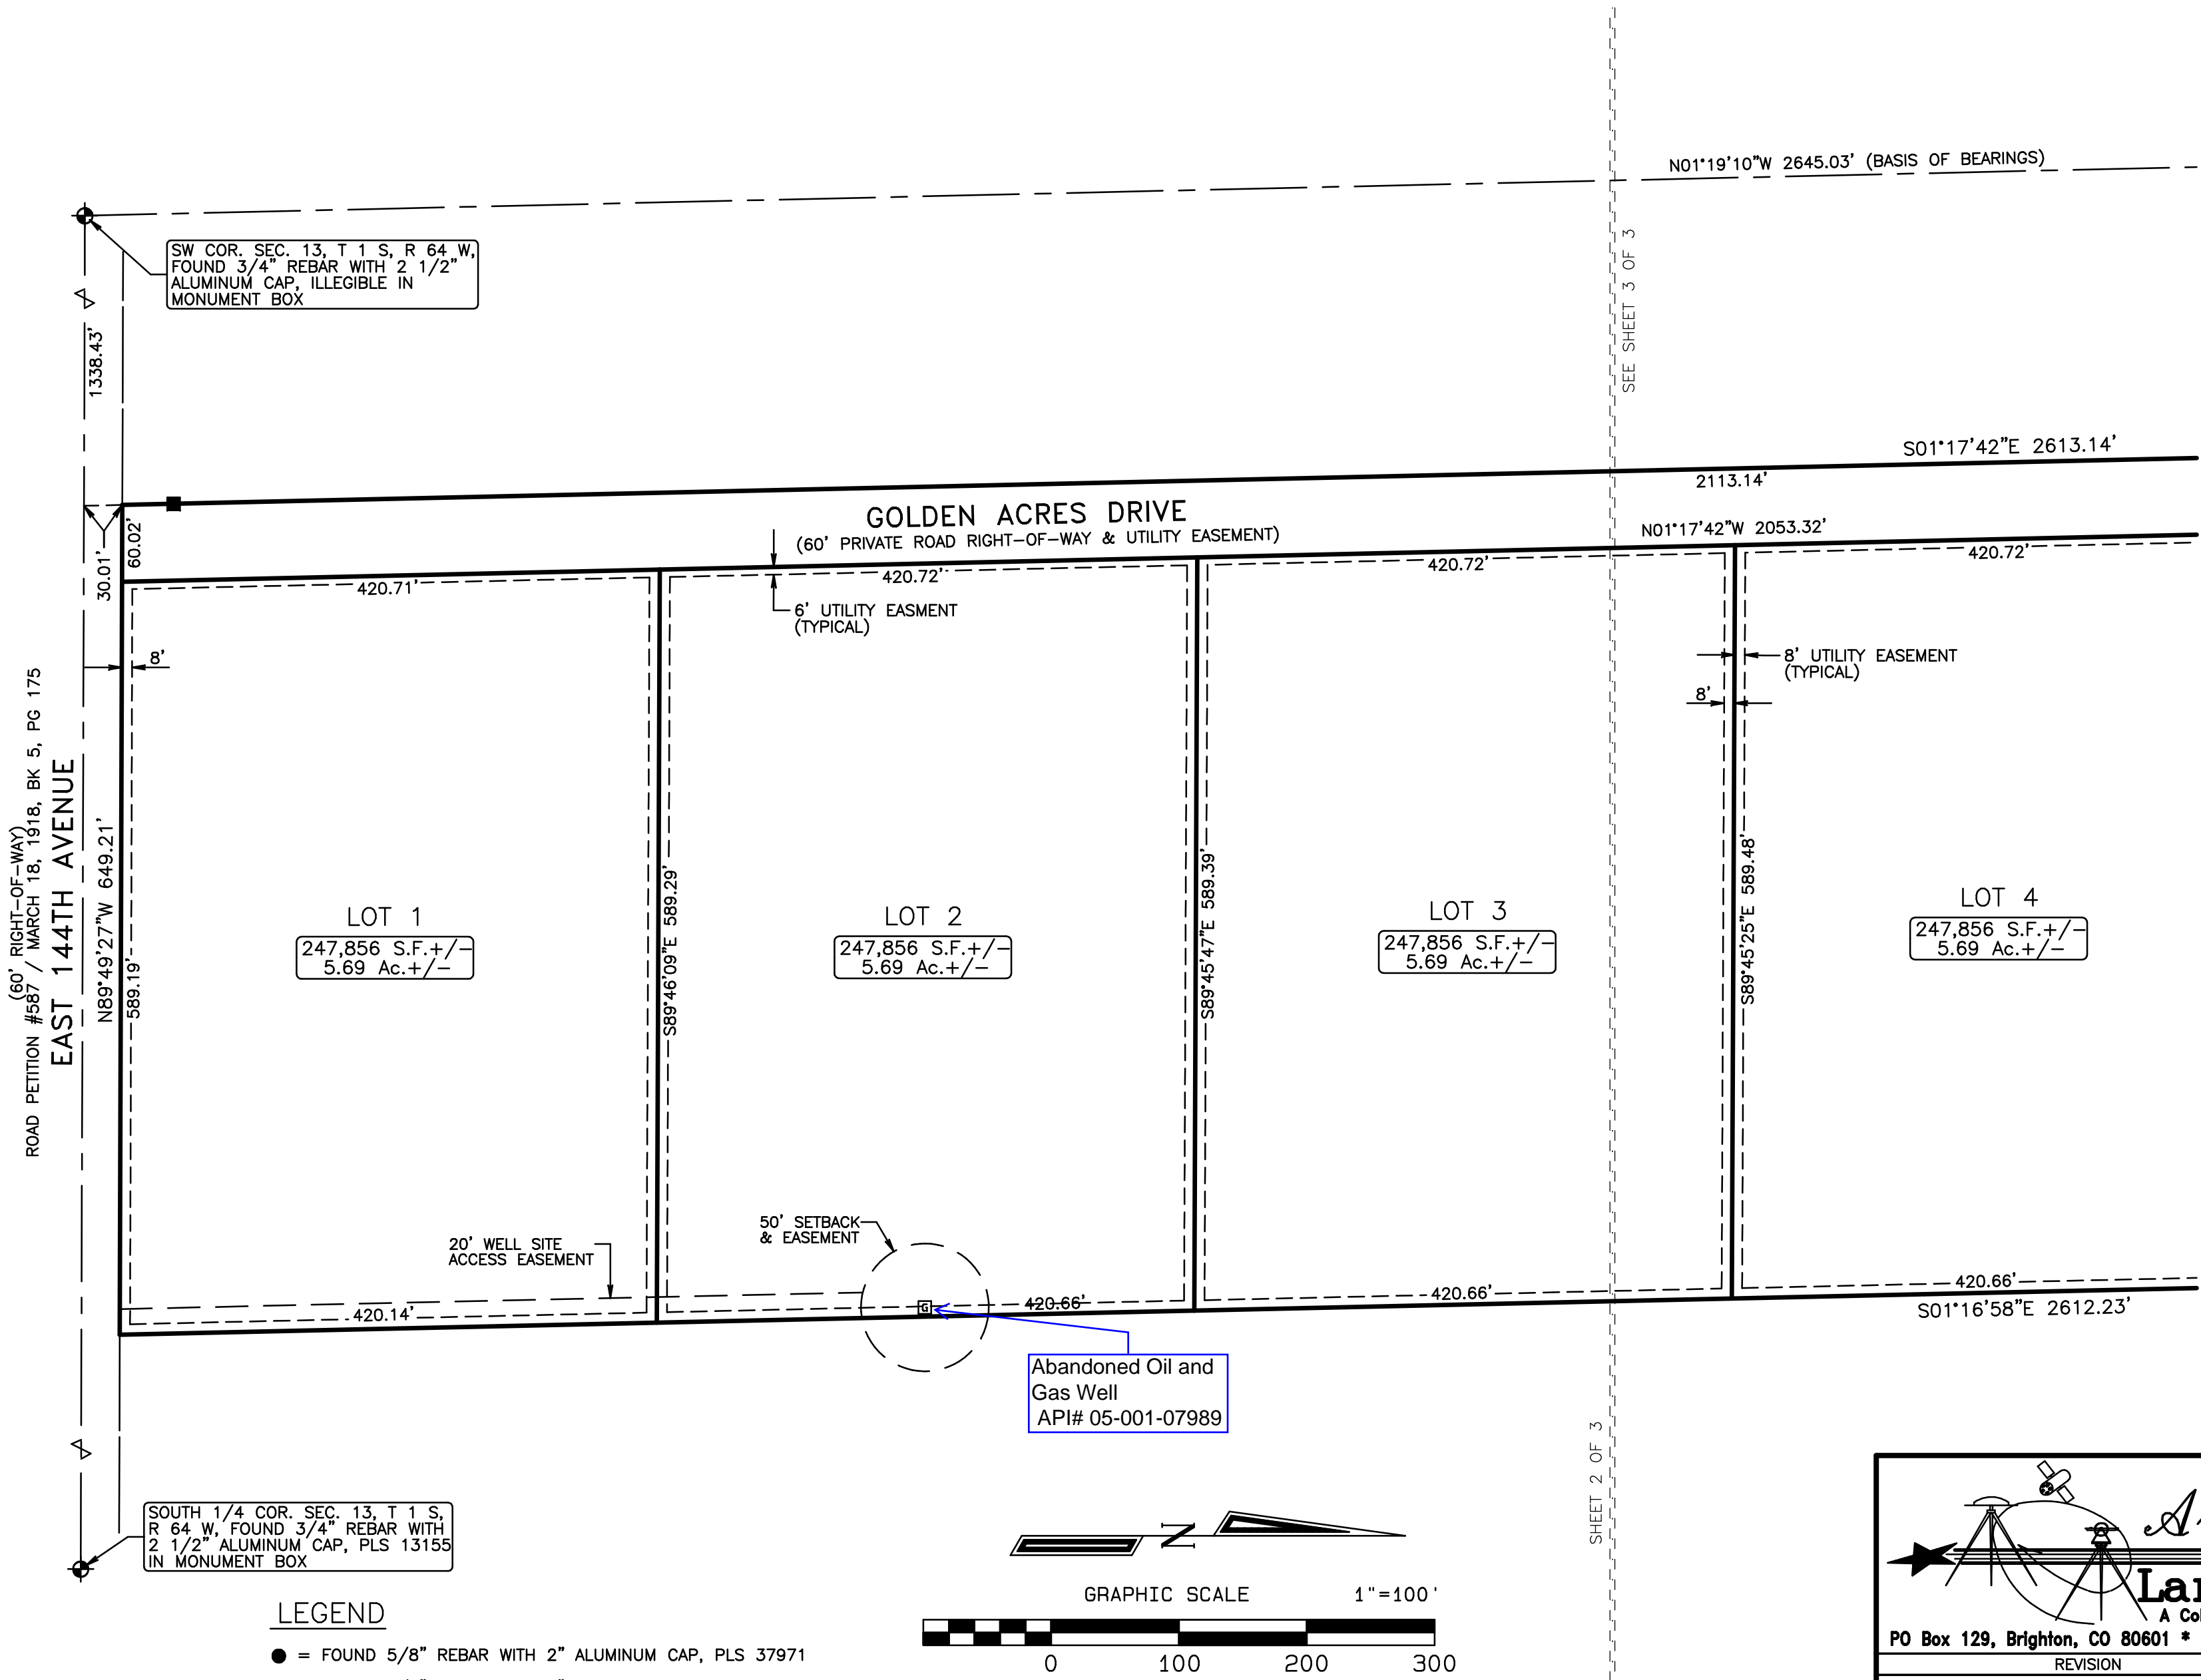 N01°19'10"W 2645.03' (BASIS OF BEARINGS)
SW COR. SEC. 13, T 1 S, R 64 W,
FOUND 3/4" REBAR WITH 2 1/2"
ALUMINUM CAP, ILLEGIBLE IN
MONUMENT BOX
1338.43'
SEE SHEET 3 OF 3
S01°17'42"E 2613.14'
2113.14'
GOLDEN ACRES DRIVE
(60' PRIVATE ROAD RIGHT-OF-WAY & UTILITY EASEMENT)
N01°17'42"W 2053.32'
60.02'
30.01'
420.71'
420.72'
420.72'
420.72'
6' UTILITY EASMENT
(TYPICAL)
8'
8' UTILITY EASEMENT
(TYPICAL)
8'
(60' RIGHT-OF-WAY)
ROAD PETITION #587 / MARCH 18, 1918, BK 5, PG 175
EAST 144TH AVENUE
N89°49'27"W 649.21'
589.19'
LOT 1
247,856 S.F.+/-
5.69 Ac.+/-
S89°46'09"E 589.29'
LOT 2
247,856 S.F.+/-
5.69 Ac.+/-
S89°45'47"E 589.39'
LOT 3
247,856 S.F.+/-
5.69 Ac.+/-
S89°45'25"E 589.48'
LOT 4
247,856 S.F.+/-
5.69 Ac.+/-
20' WELL SITE
ACCESS EASEMENT
50' SETBACK
& EASEMENT
G
420.14'
420.66'
420.66'
420.66'
S01°16'58"E 2612.23'
Abandoned Oil and
Gas Well
API# 05-001-07989
SHEET 2 OF 3
SOUTH 1/4 COR. SEC. 13, T 1 S,
R 64 W, FOUND 3/4" REBAR WITH
2 1/2" ALUMINUM CAP, PLS 13155
IN MONUMENT BOX
N
GRAPHIC SCALE 1"=100'
0 100 200 300
LEGEND
= FOUND 5/8" REBAR WITH 2" ALUMINUM CAP, PLS 37971
PO Box 129, Brighton, CO 80601 *
REVISION